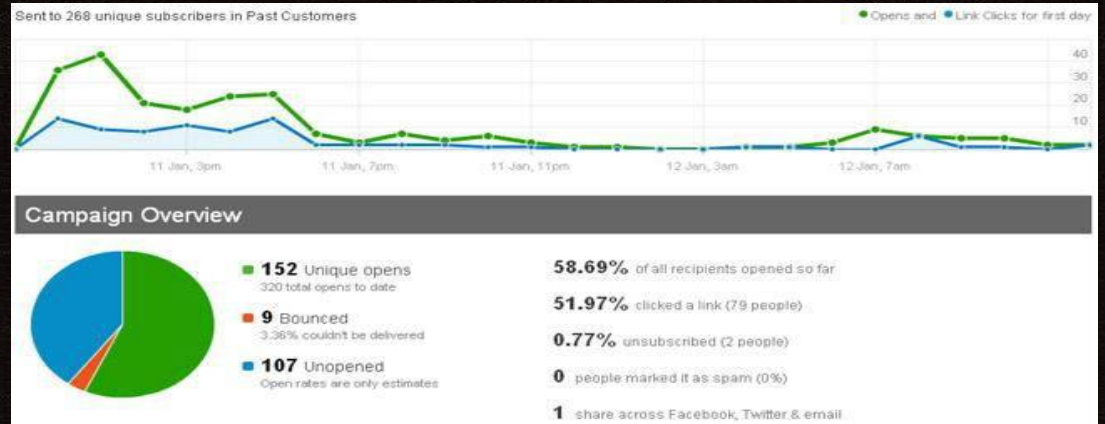 Sent to 268 unique subscribers in Past Customers
Opens and Link Clicks for first day
40
30
20
10
11 Jan, 3pm 11 Jan, 7pm 11 Jan, 11pm 12 Jan, 3am 12 Jan, 7am
Campaign Overview
152 Unique opens
320 total opens to date
9 Bounced
3.36% couldn't be delivered
107 Unopened
Open rates are only estimates
58.69% of all recipients opened so far
51.97% clicked a link (79 people)
0.77% unsubscribed (2 people)
0 people marked it as spam (0%)
1 share across Facebook, Twitter & email